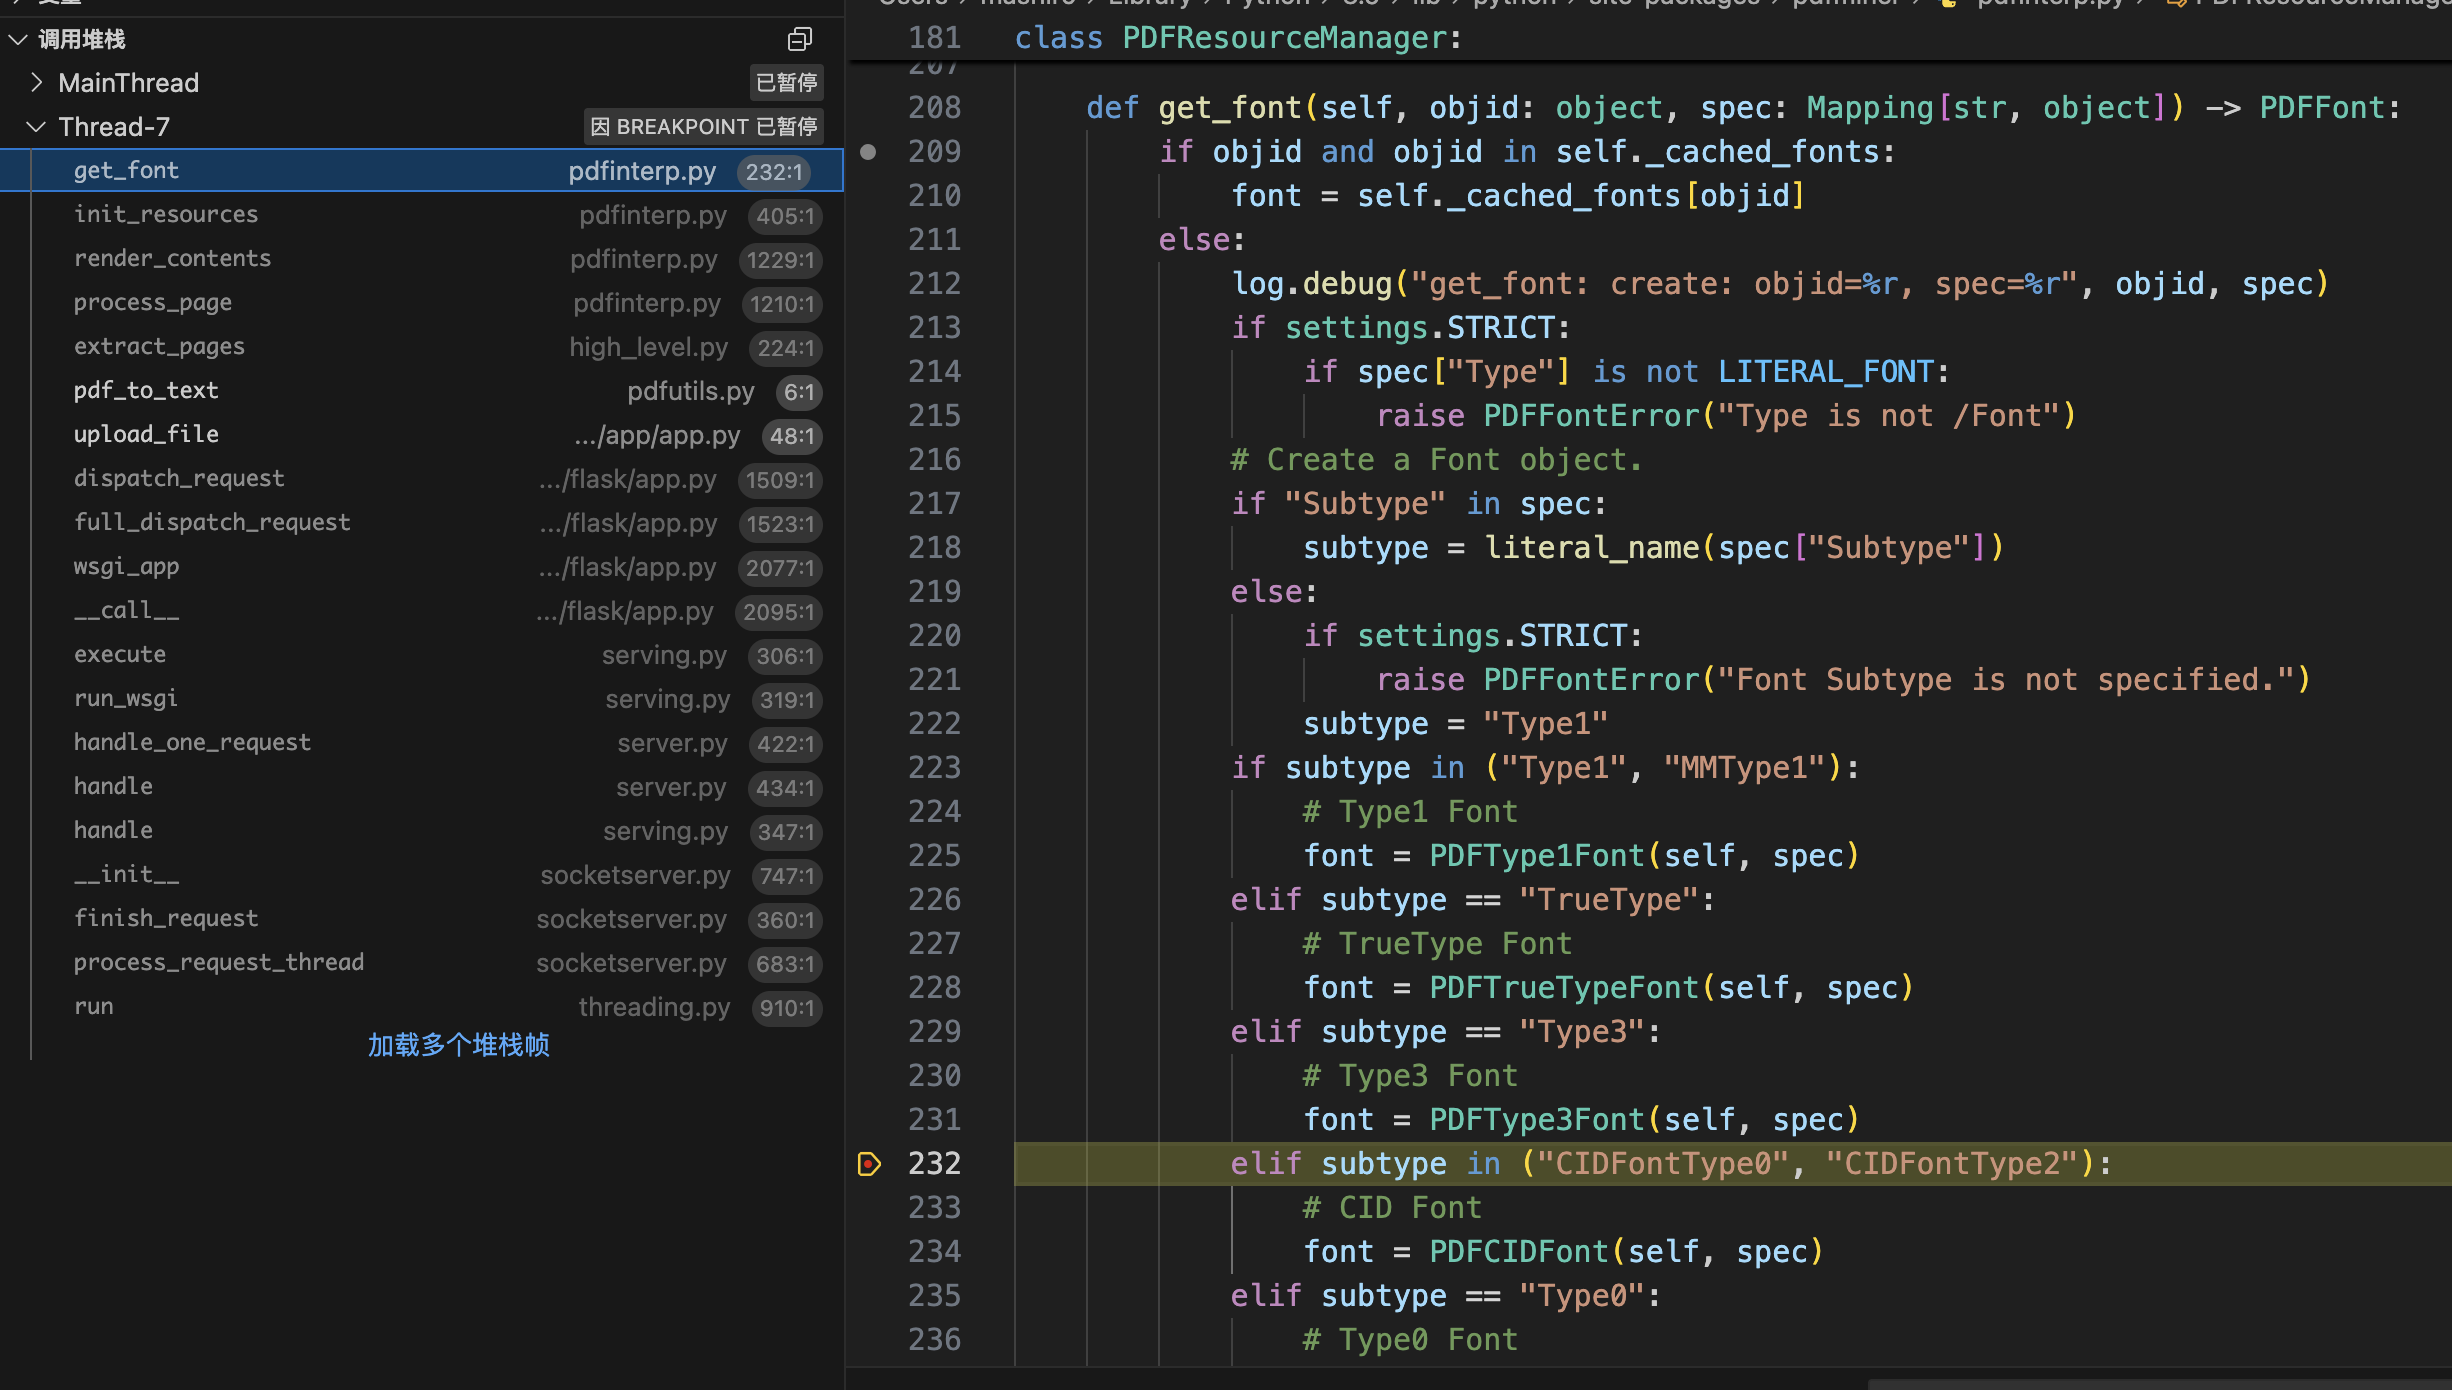 变量
调用堆栈
MainThread 已暂停
Thread-7 因 BREAKPOINT 已暂停
get_font pdfinterp.py 232:1
init_resources pdfinterp.py 405:1
render_contents pdfinterp.py 1229:1
process_page pdfinterp.py 1210:1
extract_pages high_level.py 224:1
pdf_to_text pdfutils.py 6:1
upload_file .../app/app.py 48:1
dispatch_request .../flask/app.py 1509:1
full_dispatch_request .../flask/app.py 1523:1
wsgi_app .../flask/app.py 2077:1
__call__ .../flask/app.py 2095:1
execute serving.py 306:1
run_wsgi serving.py 319:1
handle_one_request server.py 422:1
handle server.py 434:1
handle serving.py 347:1
__init__ socketserver.py 747:1
finish_request socketserver.py 360:1
process_request_thread socketserver.py 683:1
run threading.py 910:1
加载多个堆栈帧
181 class PDFResourceManager:
207
208 def get_font(self, objid: object, spec: Mapping[str, object]) -> PDFFont:
209 if objid and objid in self._cached_fonts:
210 font = self._cached_fonts[objid]
211 else:
212 log.debug("get_font: create: objid=%r, spec=%r", objid, spec)
213 if settings.STRICT:
214 if spec["Type"] is not LITERAL_FONT:
215 raise PDFFontError("Type is not /Font")
216 # Create a Font object.
217 if "Subtype" in spec:
218 subtype = literal_name(spec["Subtype"])
219 else:
220 if settings.STRICT:
221 raise PDFFontError("Font Subtype is not specified.")
222 subtype = "Type1"
223 if subtype in ("Type1", "MMType1"):
224 # Type1 Font
225 font = PDFType1Font(self, spec)
226 elif subtype == "TrueType":
227 # TrueType Font
228 font = PDFTrueTypeFont(self, spec)
229 elif subtype == "Type3":
230 # Type3 Font
231 font = PDFType3Font(self, spec)
232 elif subtype in ("CIDFontType0", "CIDFontType2"):
233 # CID Font
234 font = PDFCIDFont(self, spec)
235 elif subtype == "Type0":
236 # Type0 Font